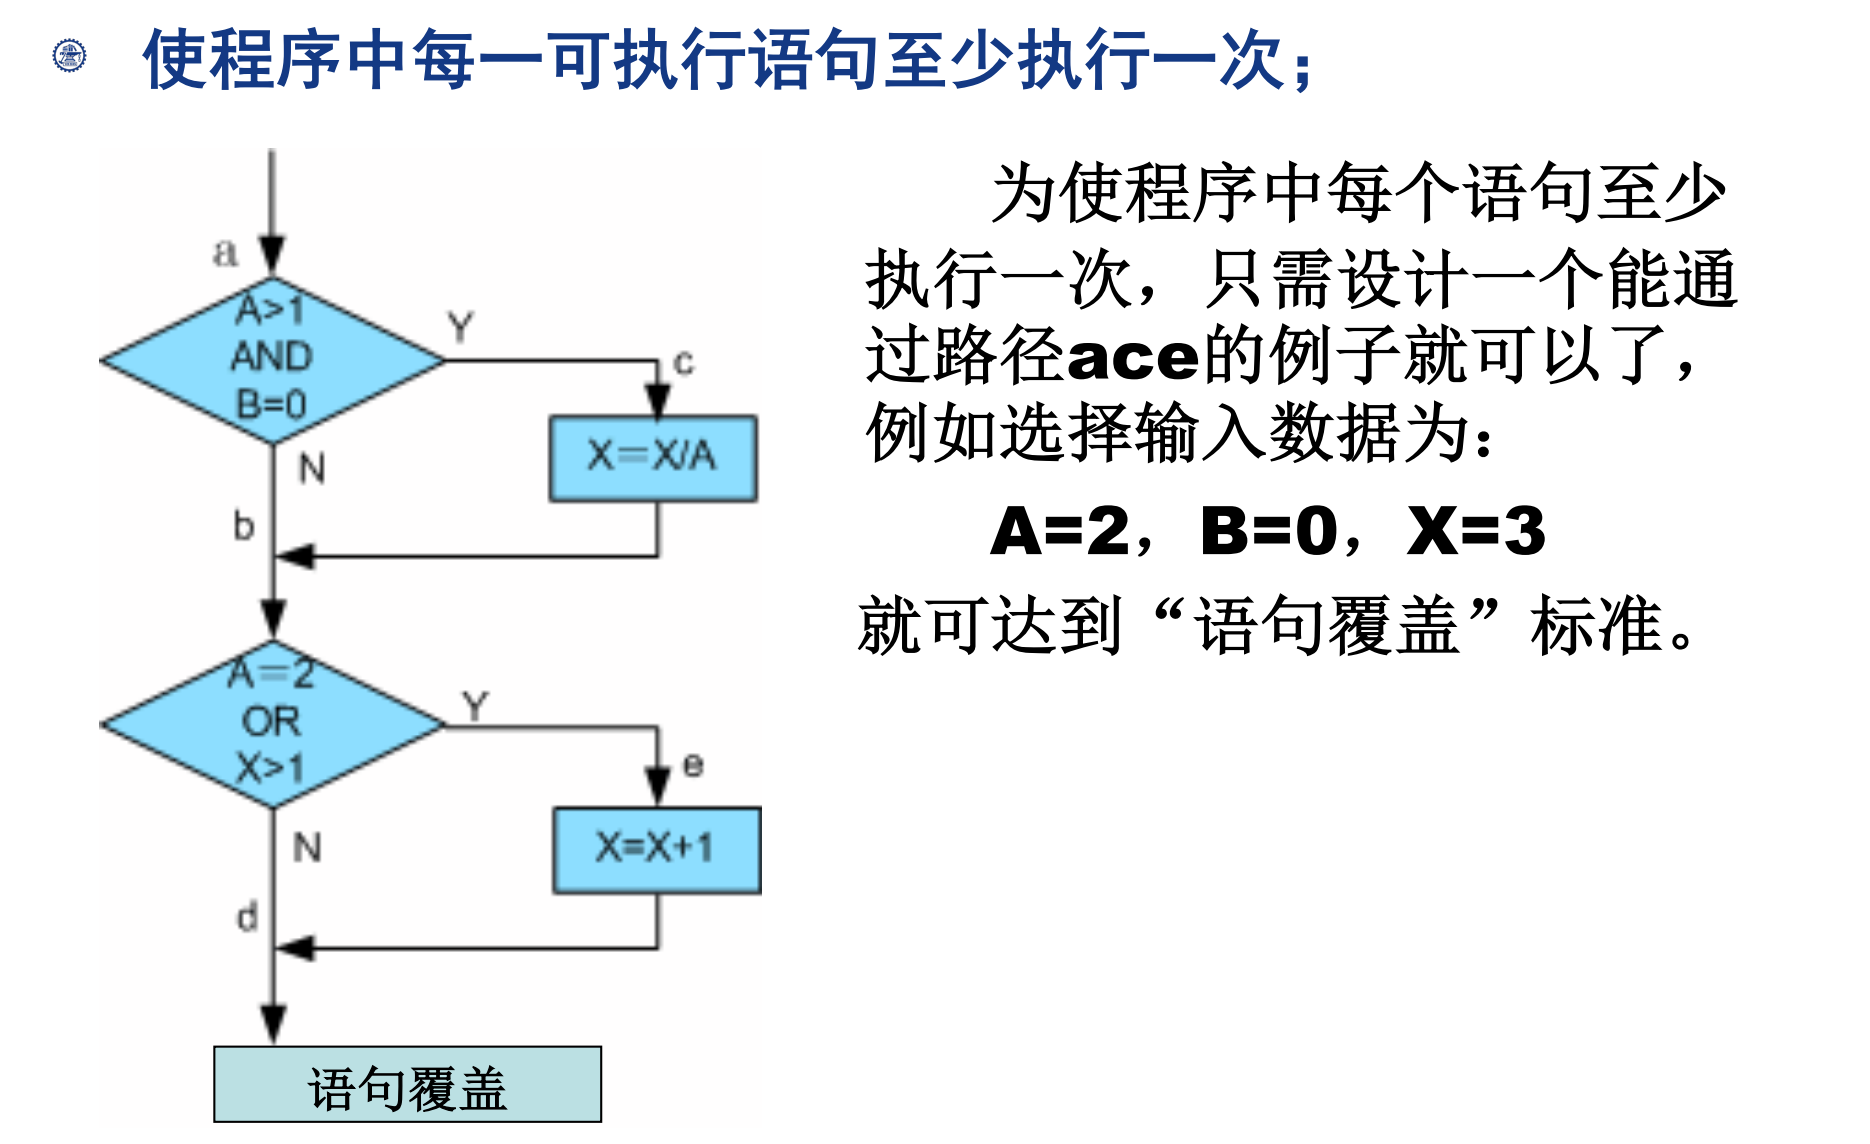 使程序中每一可执行语句至少执行一次；
a
A>1
AND
B=0
Y
c
X＝X/A
N
b
A＝2
OR
X>1
Y
e
X=X+1
N
d
语句覆盖
为使程序中每个语句至少
执行一次，只需设计一个能通
过路径ace的例子就可以了，
例如选择输入数据为：
A=2，B=0，X=3
就可达到“语句覆盖”标准。